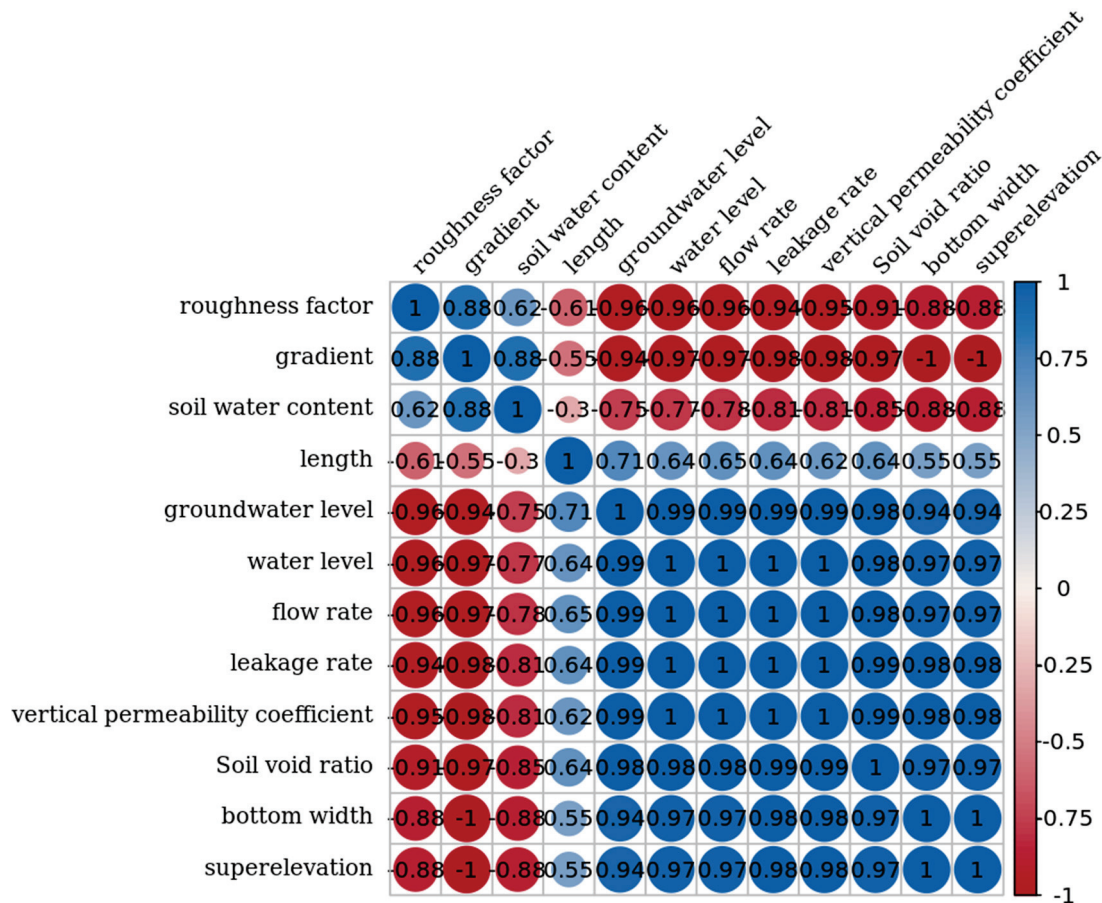 roughness factor
gradient
soil water content
length
groundwater level
water level
flow rate
leakage rate
vertical permeability coefficient
Soil void ratio
bottom width
superelevation
roughness factor 1 0.88 0.62 -0.61 -0.96 -0.96 -0.96 -0.94 -0.95 -0.91 -0.88 -0.88
gradient 0.88 1 0.88 -0.55 -0.94 -0.97 -0.97 -0.98 -0.98 -0.97 -1 -1
soil water content 0.62 0.88 1 -0.3 -0.75 -0.77 -0.78 -0.81 -0.81 -0.85 -0.88 -0.88
length -0.61 -0.55 -0.3 1 0.71 0.64 0.65 0.64 0.62 0.64 0.55 0.55
groundwater level -0.96 -0.94 -0.75 0.71 1 0.99 0.99 0.99 0.99 0.98 0.94 0.94
water level -0.96 -0.97 -0.77 0.64 0.99 1 1 1 1 0.98 0.97 0.97
flow rate -0.96 -0.97 -0.78 0.65 0.99 1 1 1 1 0.98 0.97 0.97
leakage rate -0.94 -0.98 -0.81 0.64 0.99 1 1 1 1 0.99 0.98 0.98
vertical permeability coefficient -0.95 -0.98 -0.81 0.62 0.99 1 1 1 1 0.99 0.98 0.98
Soil void ratio -0.91 -0.97 -0.85 0.64 0.98 0.98 0.98 0.99 0.99 1 0.97 0.97
bottom width -0.88 -1 -0.88 0.55 0.94 0.97 0.97 0.98 0.98 0.97 1 1
superelevation -0.88 -1 -0.88 0.55 0.94 0.97 0.97 0.98 0.98 0.97 1 1
1
0.75
0.5
0.25
0
-0.25
-0.5
-0.75
-1